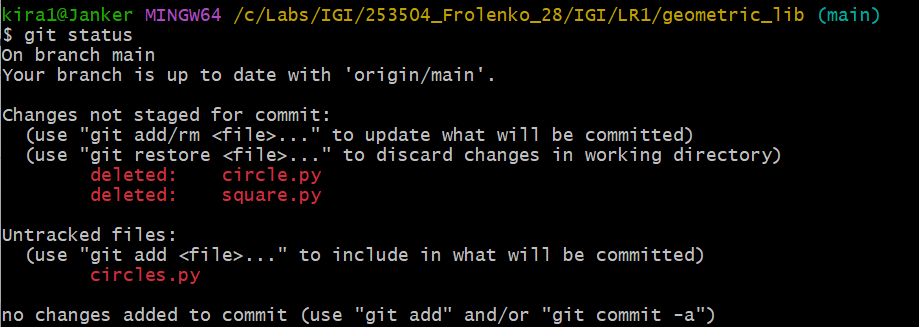 kira1@Janker MINGW64 /c/Labs/IGI/253504_Frolenko_28/IGI/LR1/geometric_lib (main)
$ git status
On branch main
Your branch is up to date with 'origin/main'.
Changes not staged for commit:
(use "git add/rm <file>..." to update what will be committed)
(use "git restore <file>..." to discard changes in working directory)
deleted: circle.py
deleted: square.py
Untracked files:
(use "git add <file>..." to include in what will be committed)
circles.py
no changes added to commit (use "git add" and/or "git commit -a")